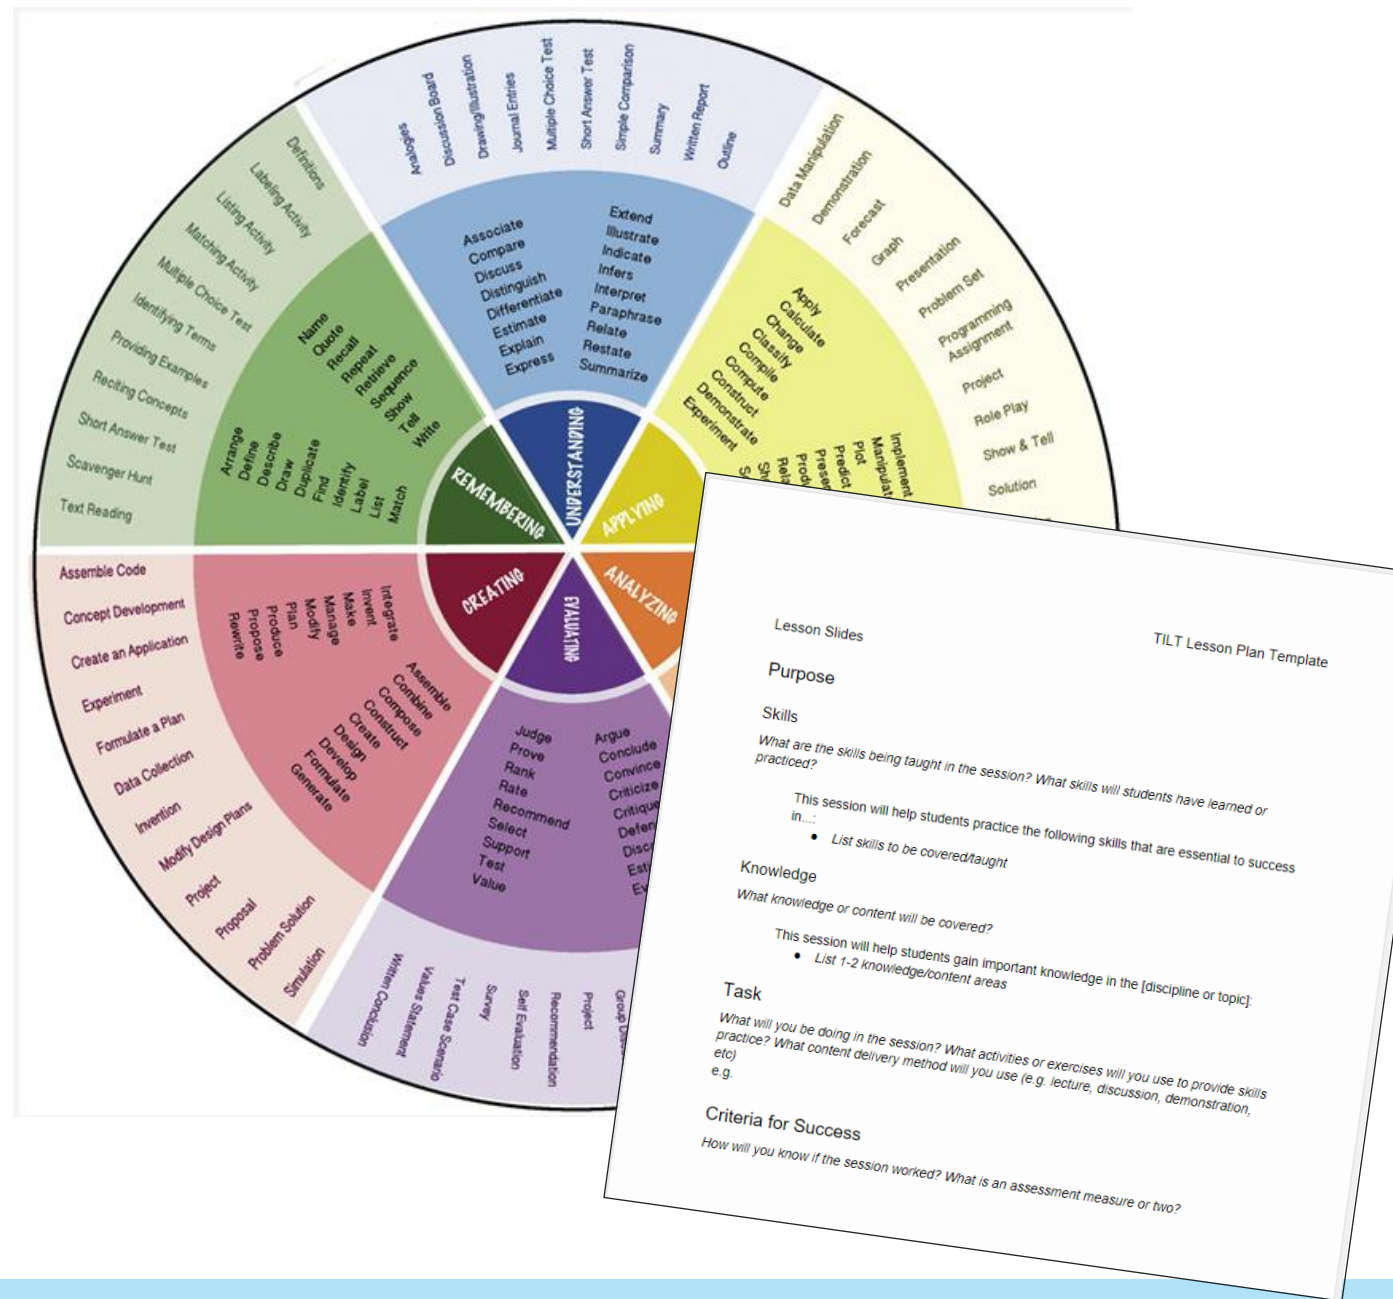 Definitions
Labeling Activity
Listing Activity
Matching Activity
Multiple Choice Test
Identifying Terms
Providing Examples
Reciting Concepts
Short Answer Test
Scavenger Hunt
Text Reading
Name
Quote
Recall
Repeat
Retrieve
Sequence
Show
Tell
Write
Arrange
Define
Describe
Draw
Duplicate
Find
Identify
Label
List
Match
REMEMBERING
Analogies
Discussion Board
Drawing/Illustration
Journal Entries
Multiple Choice Test
Short Answer Test
Simple Comparison
Summary
Written Report
Outline
Associate
Compare
Discuss
Distinguish
Differentiate
Estimate
Explain
Express
Extend
Illustrate
Indicate
Infers
Interpret
Paraphrase
Relate
Restate
Summarize
UNDERSTANDING
Data Manipulation
Demonstration
Forecast
Graph
Presentation
Problem Set
Programming
Assignment
Project
Role Play
Show & Tell
Solution
Apply
Calculate
Change
Classify
Compile
Compute
Construct
Demonstrate
Experiment
Implement
Manipulat
Plot
Predict
Prese
Prod
Rela
Sh
APPLYING
ANALYZING
EVALUATING
Judge
Prove
Rank
Rate
Recommend
Select
Support
Test
Value
Argue
Conclude
Convince
Criticize
Critique
Defen
Disc
Esti
Ev
Written Conclusion
Values Statement
Test Case Scenario
Survey
Self Evaluation
Recommendation
Project
Group Disc
CREATING
Integrate
Invent
Make
Manage
Modify
Plan
Produce
Propose
Rewrite
Assemble
Combine
Compose
Construct
Create
Design
Develop
Formulate
Generate
Assemble Code
Concept Development
Create an Application
Experiment
Formulate a Plan
Data Collection
Invention
Modify Design Plans
Project
Proposal
Problem Solution
Simulation
Lesson Slides
TILT Lesson Plan Template
Purpose
Skills
What are the skills being taught in the session? What skills will students have learned or
practiced?
This session will help students practice the following skills that are essential to success
in...:
• List skills to be covered/taught
Knowledge
What knowledge or content will be covered?
This session will help students gain important knowledge in the [discipline or topic]:
• List 1-2 knowledge/content areas
Task
What will you be doing in the session? What activities or exercises will you use to provide skills
practice? What content delivery method will you use (e.g. lecture, discussion, demonstration,
etc)
e.g.
Criteria for Success
How will you know if the session worked? What is an assessment measure or two?